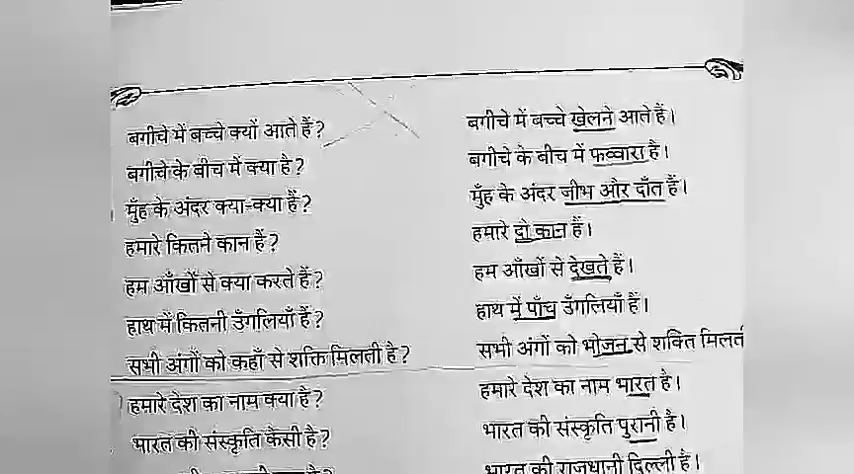 बगीचे में बच्चे क्यों आते हैं? बगीचे में बच्चे खेलने आते हैं।
बगीचे के बीच में क्या है? बगीचे के बीच में फव्वारा है।
मुँह के अंदर क्या-क्या हैं? मुँह के अंदर जीभ और दाँत हैं।
हमारे कितने कान हैं? हमारे दो कान हैं।
हम आँखों से क्या करते हैं? हम आँखों से देखते हैं।
हाथ में कितनी उँगलियाँ हैं? हाथ में पाँच उँगलियाँ हैं।
सभी अंगों को कहाँ से शक्ति मिलती है? सभी अंगों को भोजन से शक्ति मिलती
हमारे देश का नाम क्या है? हमारे देश का नाम भारत है।
भारत की संस्कृति कैसी है? भारत की संस्कृति पुरानी है।
भारत की राजधानी दिल्ली है।